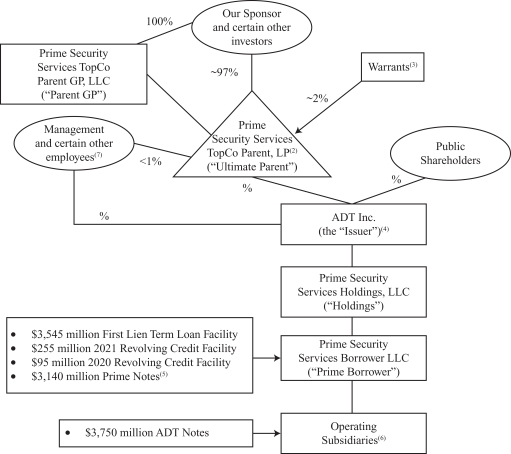 100%
Our Sponsor
and certain other
investors
Prime Security
Services TopCo
Parent GP, LLC
(“Parent GP”)
~97%
Warrants(3)
~2%
Management
and certain other
employees(7)
<1%
Prime
Security Services
TopCo Parent, LP(2)
(“Ultimate Parent”)
Public
Shareholders
%
%
%
ADT Inc.
(the “Issuer”)(4)
Prime Security
Services Holdings, LLC
(“Holdings”)
• $3,545 million First Lien Term Loan Facility
• $255 million 2021 Revolving Credit Facility
• $95 million 2020 Revolving Credit Facility
• $3,140 million Prime Notes(5)
Prime Security
Services Borrower LLC
(“Prime Borrower”)
• $3,750 million ADT Notes
Operating
Subsidiaries(6)